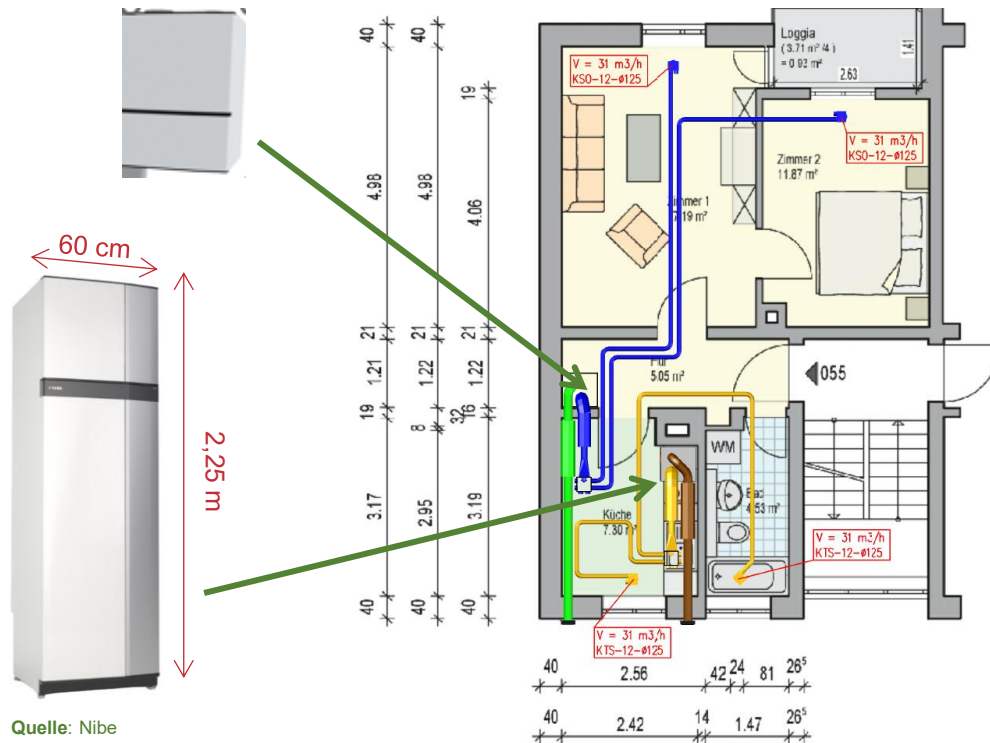 60 cm
2,25 m
Quelle: Nibe
40
40
21
4.98
4.98
19
4.06
21
21
21
1.21
1.22
1.22
19
8
32
16
3.17
2.95
3.19
40
40
40
Loggia
( 3.71 m² /4 )
= 0.93 m²
1.41
2.63
V = 31 m3/h
KSO-12-ø125
V = 31 m3/h
KSO-12-ø125
Zimmer 2
11.87 m²
Flur
5.05 m²
055
WM
Bad
4.53 m²
Küche
7.30 m²
V = 31 m3/h
KTS-12-ø125
V = 31 m3/h
KTS-12-ø125
40
2.56
42
24
81
26⁵
40
2.42
14
1.47
26⁵